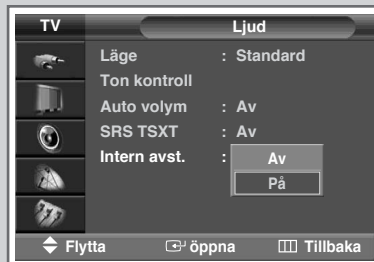 TV Ljud
Läge : Standard
Ton kontroll
Auto volym : Av
SRS TSXT : Av
Intern avst. : Av
På
Flytta öppna Tillbaka